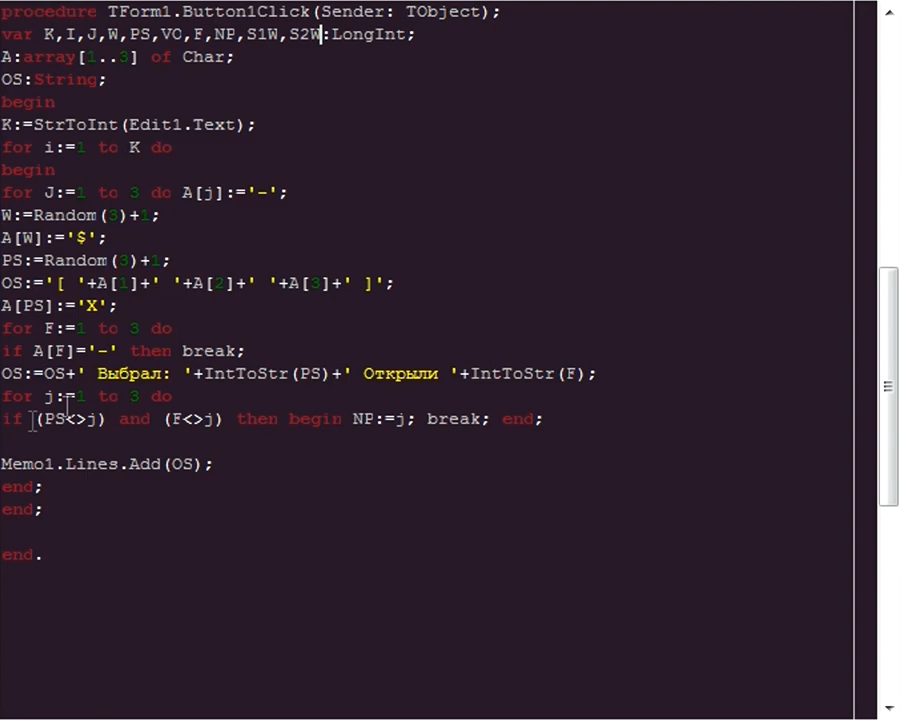 procedure TForm1.Button1Click(Sender: TObject);
var K,I,J,W,PS,VO,F,NP,S1W,S2W:LongInt;
A:array[1..3] of Char;
OS:String;
begin
K:=StrToInt(Edit1.Text);
for i:=1 to K do
begin
for J:=1 to 3 do A[j]:='-';
W:=Random(3)+1;
A[W]:='$';
PS:=Random(3)+1;
OS:='[ '+A[1]+' '+A[2]+' '+A[3]+' ]';
A[PS]:='X';
for F:=1 to 3 do
if A[F]='-' then break;
OS:=OS+' Выбрал: '+IntToStr(PS)+' Открыли '+IntToStr(F);
for j:=1 to 3 do
if (PS<>j) and (F<>j) then begin NP:=j; break; end;
Memo1.Lines.Add(OS);
end;
end;
end.